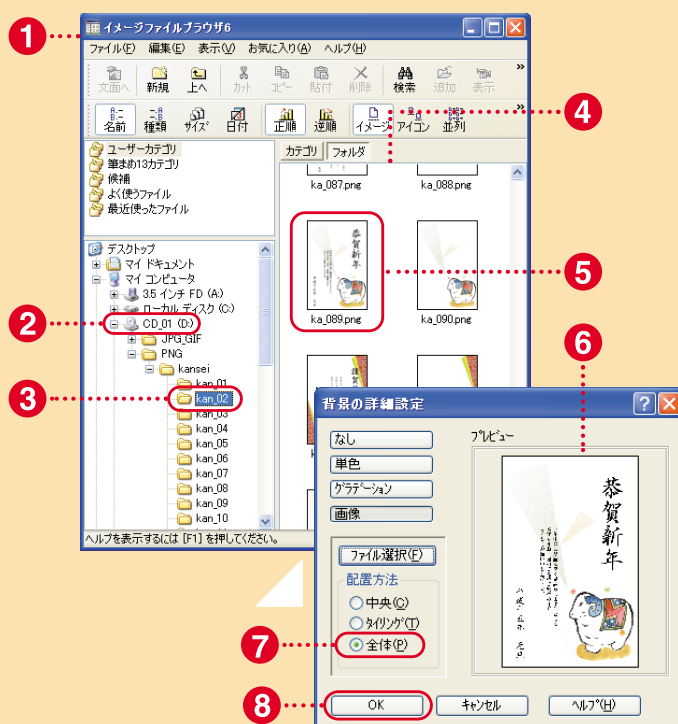 1
イメージファイルブラウザ6
ファイル(F) 編集(E) 表示(V) お気に入り(A) ヘルプ(H)
文面へ 新規 上へ カット コピー 貼付 削除 検索 追加 表示 »
名前 種類 サイズ 日付 正順 逆順 イメージ アイコン 並列 »
4
ユーザーカテゴリ
筆まめ13カテゴリ
候補
よく使うファイル
最近使ったファイル
カテゴリ フォルダ
ka_087.png ka_088.png
恭賀新年
5
ka_089.png ka_090.png
デスクトップ
マイ ドキュメント
マイ コンピュータ
3.5 インチ FD (A:)
ローカル ディスク (C:)
2
CD_01 (D:)
JPG_GIF
PNG
kansei
kan_01
3
kan_02
kan_03
kan_04
kan_05
kan_06
kan_07
kan_08
kan_09
kan_10
ヘルプを表示するには [F1] を押してください。
6
背景の詳細設定
なし
単色
グラデーション
画像
プレビュー
恭賀新年
ファイル選択(F)
配置方法
中央(C)
タイリング(T)
7
全体(P)
8
OK キャンセル ヘルプ(H)